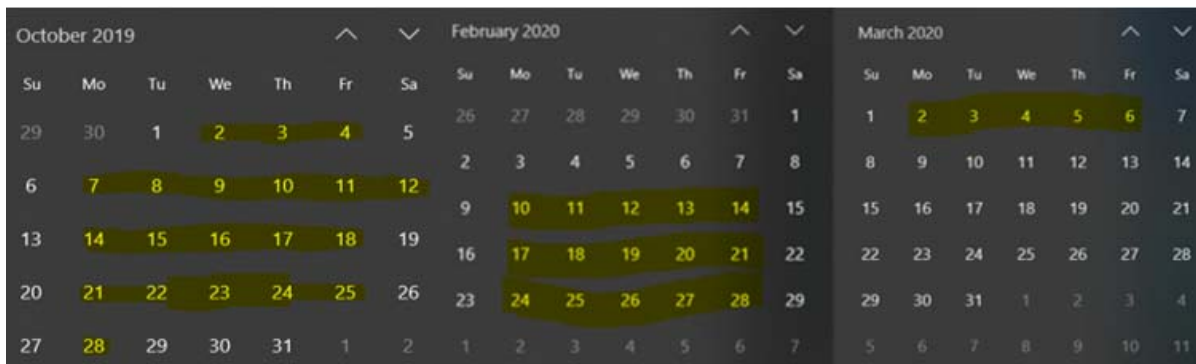 October 2019
Su Mo Tu We Th Fr Sa
29 30 1 2 3 4 5
6 7 8 9 10 11 12
13 14 15 16 17 18 19
20 21 22 23 24 25 26
27 28 29 30 31 1 2
February 2020
Su Mo Tu We Th Fr Sa
26 27 28 29 30 31 1
2 3 4 5 6 7 8
9 10 11 12 13 14 15
16 17 18 19 20 21 22
23 24 25 26 27 28 29
1 2 3 4 5 6 7
March 2020
Su Mo Tu We Th Fr Sa
1 2 3 4 5 6 7
8 9 10 11 12 13 14
15 16 17 18 19 20 21
22 23 24 25 26 27 28
29 30 31 1 2 3 4
5 6 7 8 9 10 11